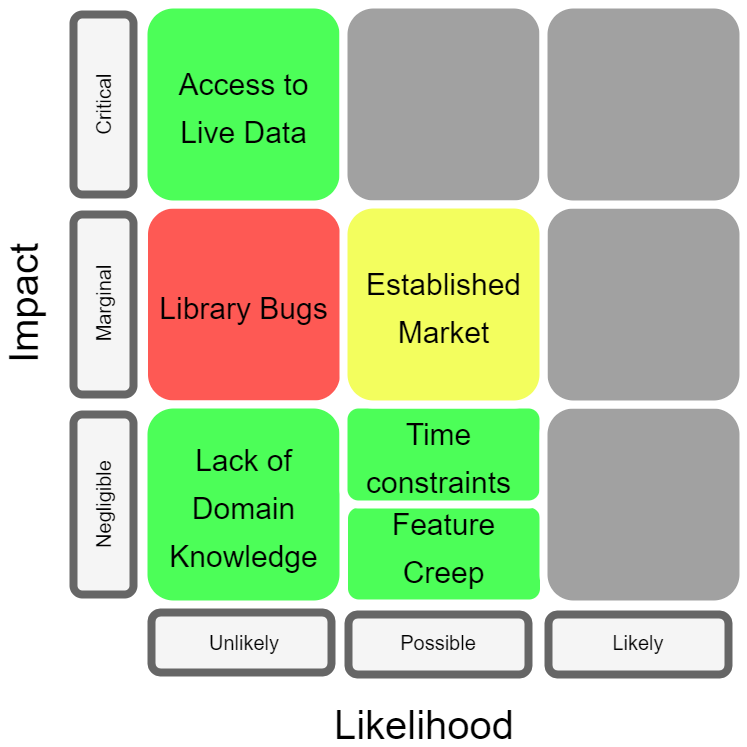 Impact
Critical
Access to
Live Data
Marginal
Library Bugs
Established
Market
Negligible
Lack of
Domain
Knowledge
Time
constraints
Feature
Creep
Unlikely
Possible
Likely
Likelihood